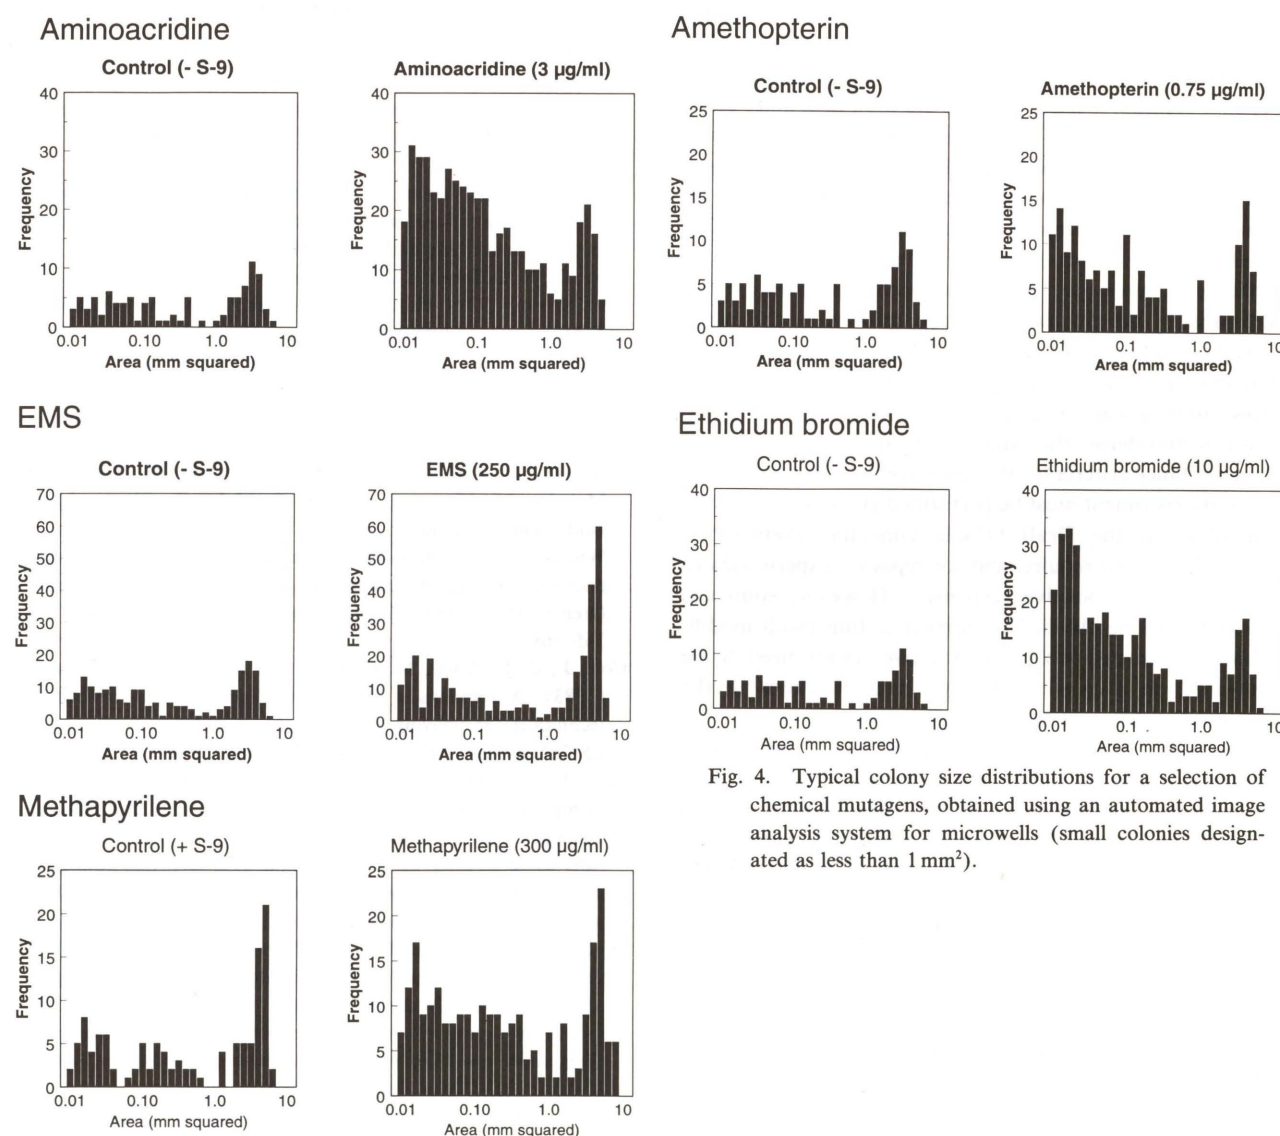 Aminoacridine
Control (- S-9)
40
30
20
10
0
Frequency
0.01
0.1
1.0
10
Area (mm squared)
Aminoacridine (3 µg/ml)
40
30
20
10
0
Frequency
0.01
0.1
1.0
10
Area (mm squared)
Amethopterin
Control (- S-9)
25
20
15
10
5
0
Frequency
0.01
0.10
1.0
10
Area (mm squared)
Amethopterin (0.75 µg/ml)
25
20
15
10
5
0
Frequency
0.01
0.1
1.0
10
Area (mm squared)
EMS
Control (- S-9)
70
60
50
40
30
20
10
0
Frequency
0.01
0.10
1.0
10
Area (mm squared)
EMS (250 µg/ml)
70
60
50
40
30
20
10
0
Frequency
0.01
0.10
1.0
10
Area (mm squared)
Ethidium bromide
Control (- S-9)
40
30
20
10
0
Frequency
0.01
0.10
1.0
10
Area (mm squared)
Ethidium bromide (10 µg/ml)
40
30
20
10
0
Frequency
0.01
0.1
1.0
10
Area (mm squared)
Methapyrilene
Control (+ S-9)
25
20
15
10
5
0
Frequency
0.01
0.10
1.0
10
Area (mm squared)
Methapyrilene (300 µg/ml)
25
20
15
10
5
0
Frequency
0.01
0.10
1.0
10
Area (mm squared)
Fig. 4. Typical colony size distributions for a selection of
chemical mutagens, obtained using an automated image
analysis system for microwells (small colonies design-
ated as less than 1 mm²).